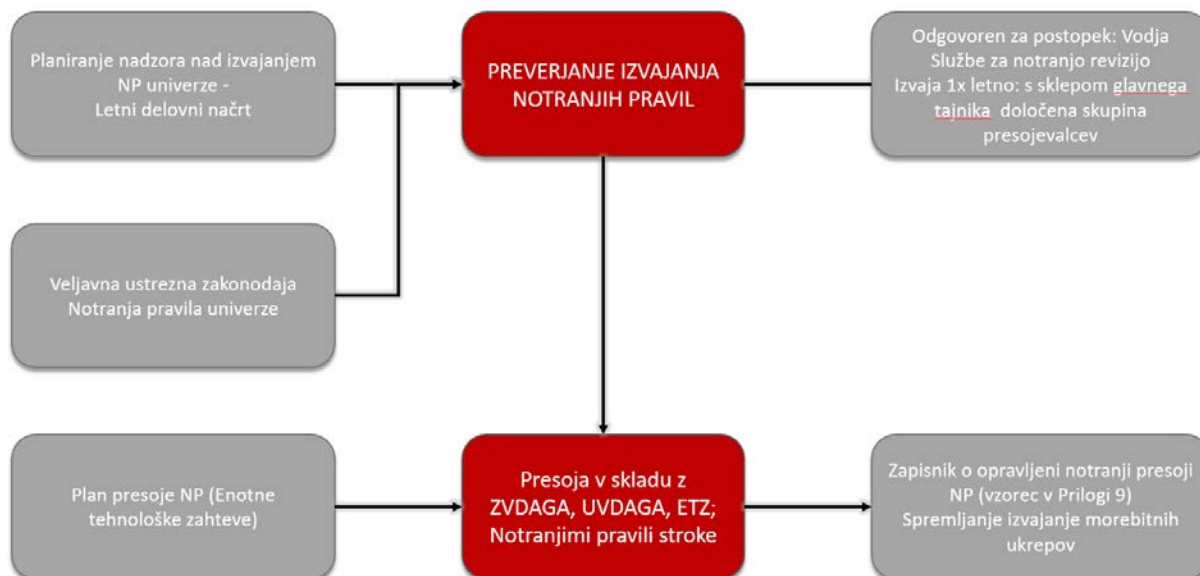 Planiranje nadzora nad izvajanjem
NP univerze -
Letni delovni načrt
PREVERJANJE IZVAJANJA
NOTRANJIH PRAVIL
Odgovoren za postopek: Vodja
Službe za notranjo revizijo
Izvaja 1x letno: s sklepom glavnega
tajnika določena skupina
presojevalcev
Veljavna ustrezna zakonodaja
Notranja pravila univerze
Plan presoje NP (Enotne
tehnološke zahteve)
Presoja v skladu z
ZVDAGA, UVDAGA, ETZ;
Notranjimi pravili stroke
Zapisnik o opravljeni notranji presoji
NP (vzorec v Prilogi 9)
Spremljanje izvajanje morebitnih
ukrepov